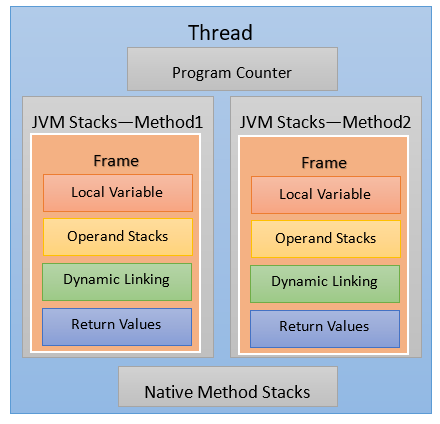 Thread
Program Counter
JVM Stacks—Method1
Frame
Local Variable
Operand Stacks
Dynamic Linking
Return Values
JVM Stacks—Method2
Frame
Local Variable
Operand Stacks
Dynamic Linking
Return Values
Native Method Stacks